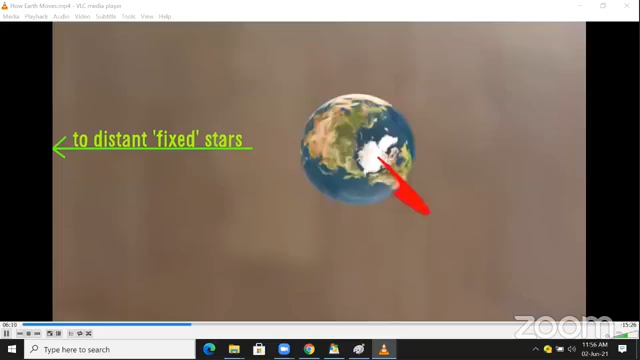 How Earth Moves.mp4 - VLC media player
Media Playback Audio Video Subtitle Tools View Help
to distant 'fixed' stars
06:10
-15:26
zoom
Type here to search
11:56 AM
02-Jun-21